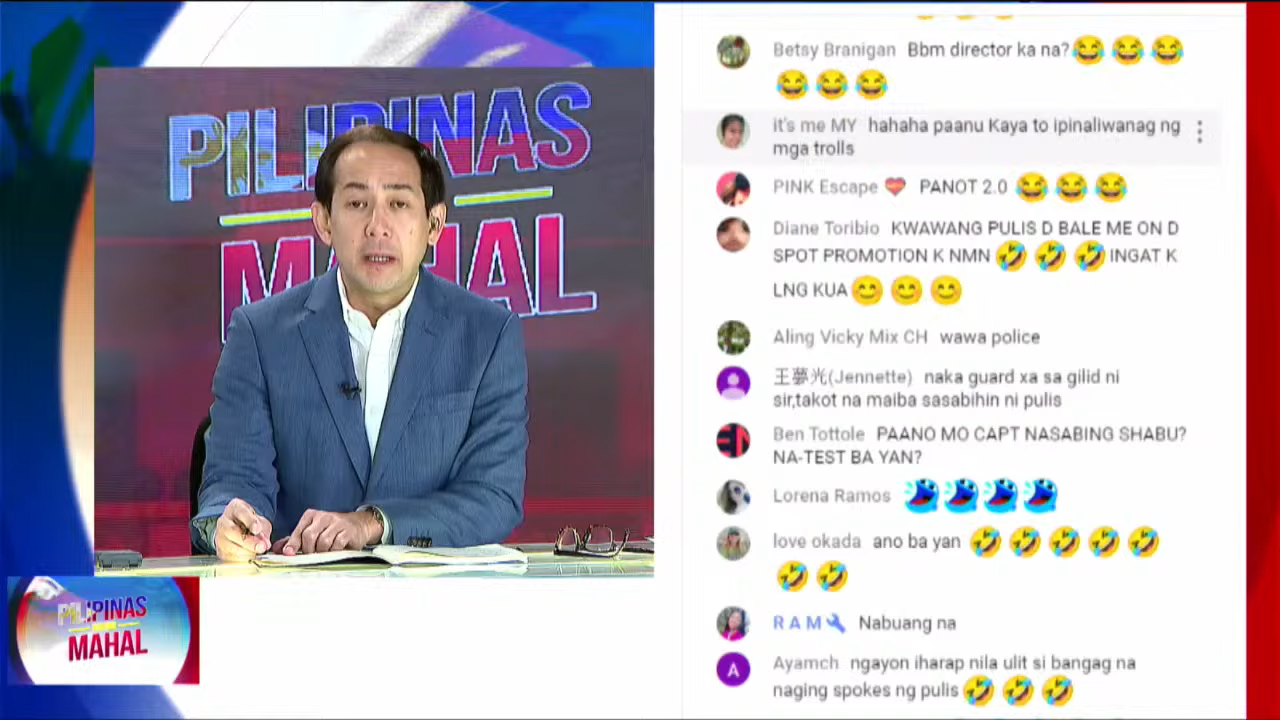 PILIPINAS
MAHAL
PILIPINAS
MAHAL
Betsy Branigan Bbm director ka na?😂😂😂
😂😂😂
it's me MY hahaha paanu Kaya to ipinaliwanag ng
mga trolls
PINK Escape 💝 PANOT 2.0 😂😂😂
Diane Toribio KWAWANG PULIS D BALE ME ON D
SPOT PROMOTION K NMN 🤣🤣🤣 INGAT K
LNG KUA 😊😊😊
Aling Vicky Mix CH wawa police
王夢光(Jennette) naka guard xa sa gilid ni
sir,takot na maiba sasabihin ni pulis
Ben Tottole PAANO MO CAPT NASABING SHABU?
NA-TEST BA YAN?
Lorena Ramos
love okada ano ba yan 🤣🤣🤣🤣🤣
🤣🤣
R A M🔧 Nabuang na
A Ayamch ngayon iharap nila ulit si bangag na
naging spokes ng pulis 🤣🤣🤣